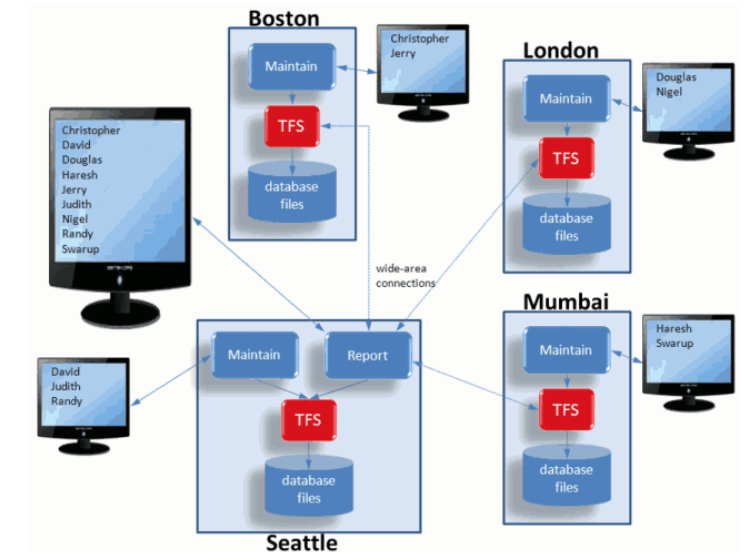 Boston
Maintain
TFS
database
files
Christopher
Jerry
London
Maintain
TFS
database
files
Douglas
Nigel
Christopher
David
Douglas
Haresh
Jerry
Judith
Nigel
Randy
Swarup
wide-area
connections
Mumbai
Maintain
TFS
database
files
Haresh
Swarup
David
Judith
Randy
Maintain
Report
TFS
database
files
Seattle